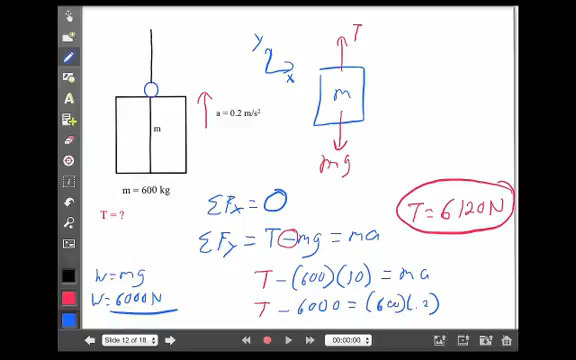 T
y
x
a = 0.2 m/s²
m
m
mg
m = 600 kg
T = ?
ΣFx = 0
T = 6120N
ΣFy = T - mg = ma
W = mg
T - (600)(10) = ma
W = 6000N
T - 6000 = (600)(.2)
Slide 12 of 18
00:00:00